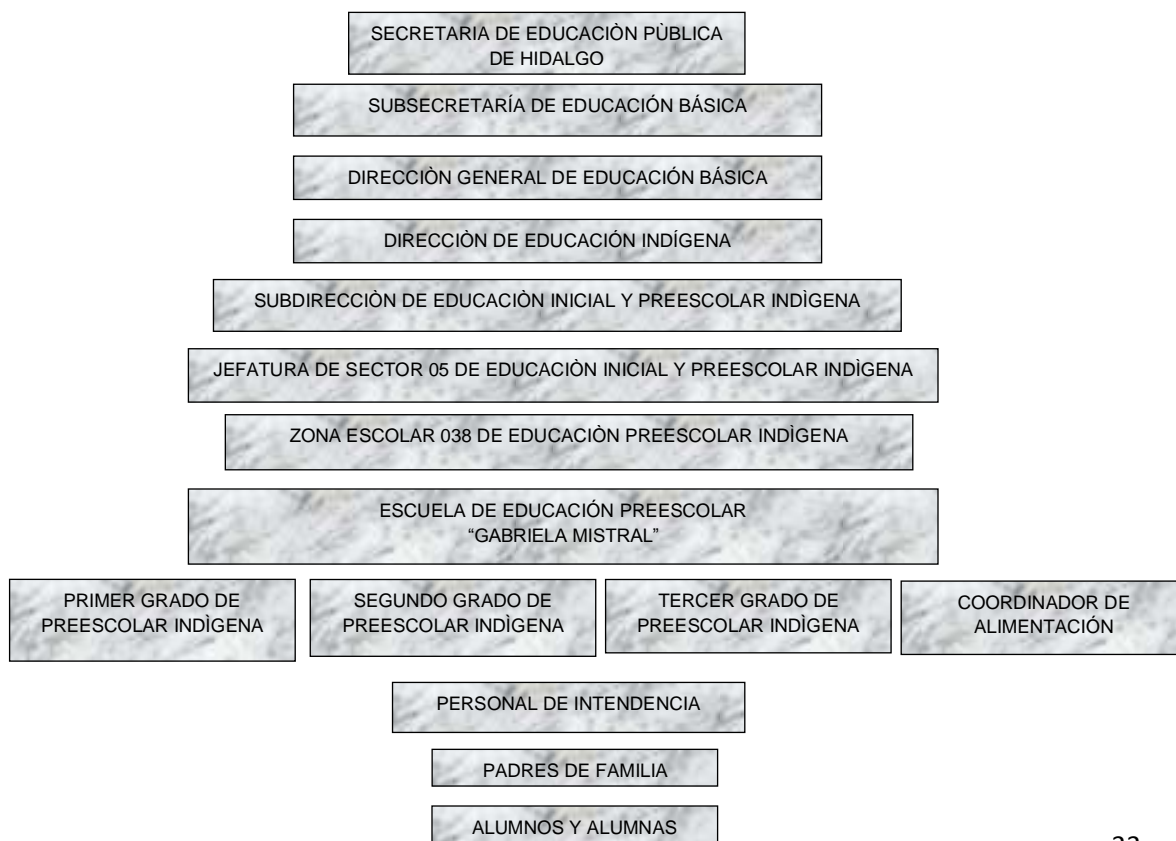 SECRETARIA DE EDUCACIÒN PÙBLICA
DE HIDALGO
SUBSECRETARÍA DE EDUCACIÓN BÁSICA
DIRECCIÒN GENERAL DE EDUCACIÓN BÁSICA
DIRECCIÒN DE EDUCACIÓN INDÍGENA
SUBDIRECCIÒN DE EDUCACIÒN INICIAL Y PREESCOLAR INDÌGENA
JEFATURA DE SECTOR 05 DE EDUCACIÒN INICIAL Y PREESCOLAR INDÌGENA
ZONA ESCOLAR 038 DE EDUCACIÒN PREESCOLAR INDÌGENA
ESCUELA DE EDUCACIÓN PREESCOLAR
“GABRIELA MISTRAL”
PRIMER GRADO DE
PREESCOLAR INDÌGENA
SEGUNDO GRADO DE
PREESCOLAR INDÌGENA
TERCER GRADO DE
PREESCOLAR INDÌGENA
COORDINADOR DE
ALIMENTACIÓN
PERSONAL DE INTENDENCIA
PADRES DE FAMILIA
ALUMNOS Y ALUMNAS